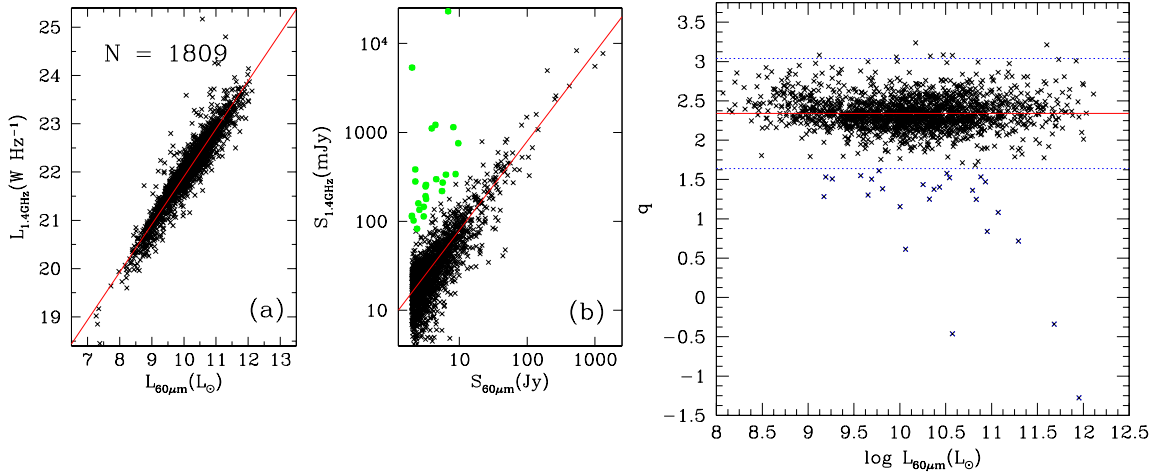 25
24
23
22
21
20
19
L1.4GHz(W Hz⁻¹)
N = 1809
(a)
7 8 9 10 11 12 13
L60μm(L⊙)
10⁴
1000
100
10
S1.4GHz(mJy)
(b)
10 100 1000
S60μm(Jy)
3.5
3
2.5
2
1.5
1
0.5
0
−0.5
−1
−1.5
q
8 8.5 9 9.5 10 10.5 11 11.5 12 12.5
log L60μm(L⊙)